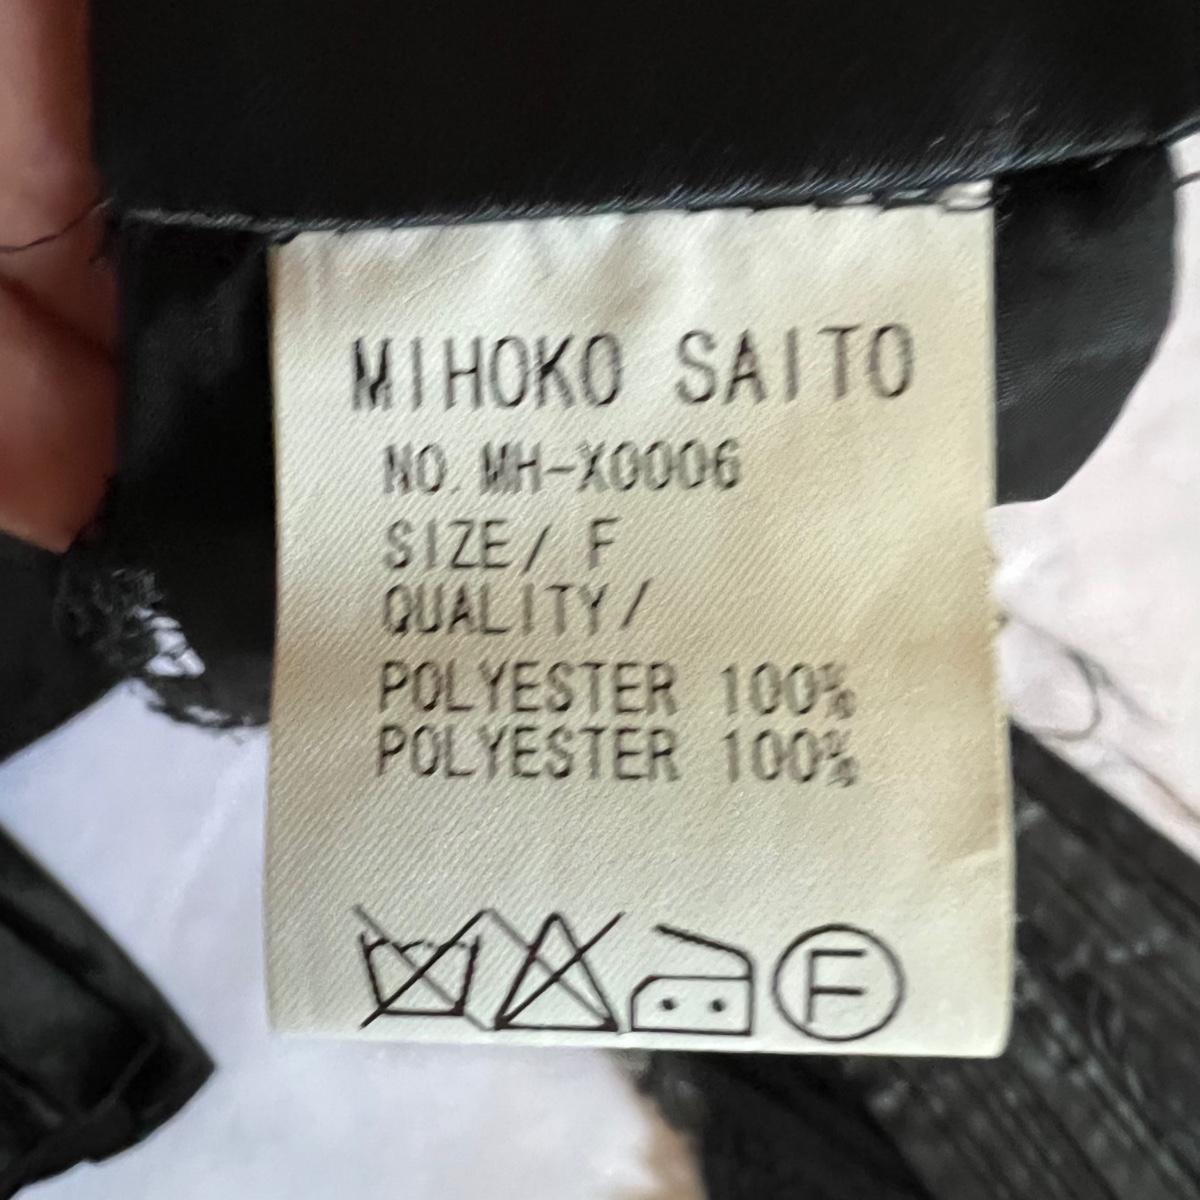 MIHOKO SAITO
NO. MH-X0006
SIZE/ F
QUALITY/
POLYESTER 100%
POLYESTER 100%
F